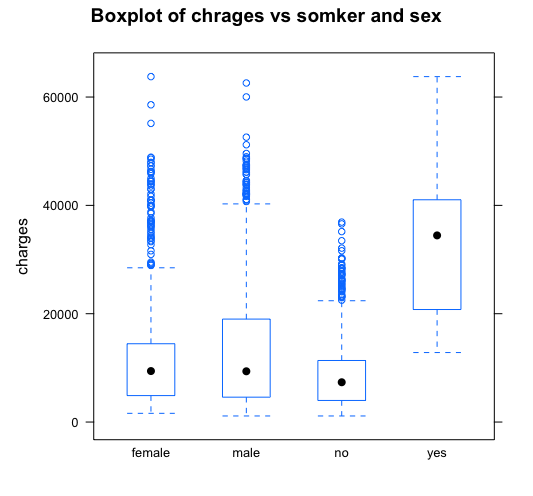 Boxplot of chrages vs somker and sex
charges
60000
40000
20000
0
female male no yes